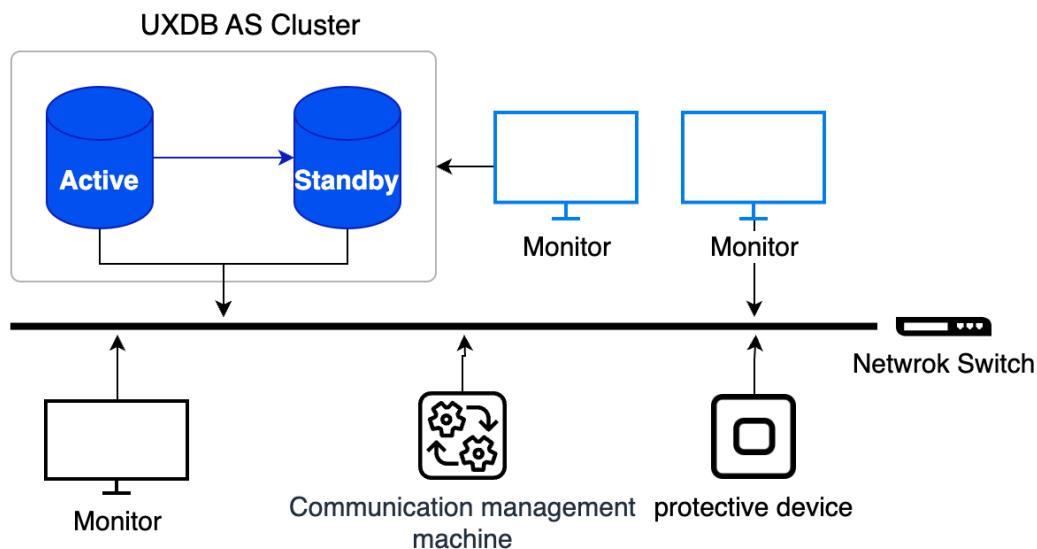 UXDB AS Cluster
Active
Standby
Monitor
Monitor
Netwrok Switch
Monitor
Communication management
machine
protective device